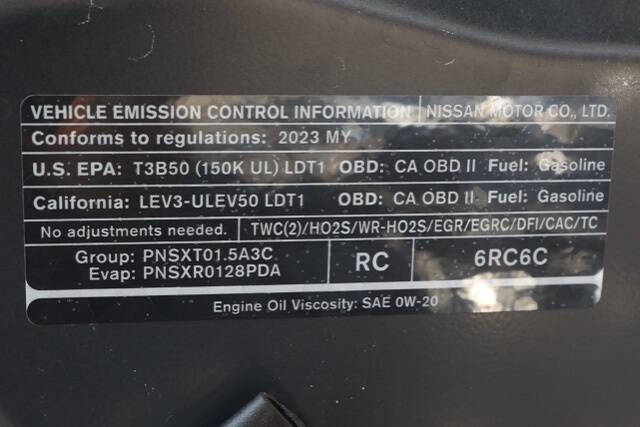 VEHICLE EMISSION CONTROL INFORMATION NISSAN MOTOR CO., LTD.
Conforms to regulations: 2023 MY
U.S. EPA: T3B50 (150K UL) LDT1 OBD: CA OBD II Fuel: Gasoline
California: LEV3-ULEV50 LDT1 OBD: CA OBD II Fuel: Gasoline
No adjustments needed. TWC(2)/HO2S/WR-HO2S/EGR/EGRC/DFI/CAC/TC
Group: PNSXT01.5A3C
Evap: PNSXR0128PDA
RC
6RC6C
Engine Oil Viscosity: SAE 0W-20